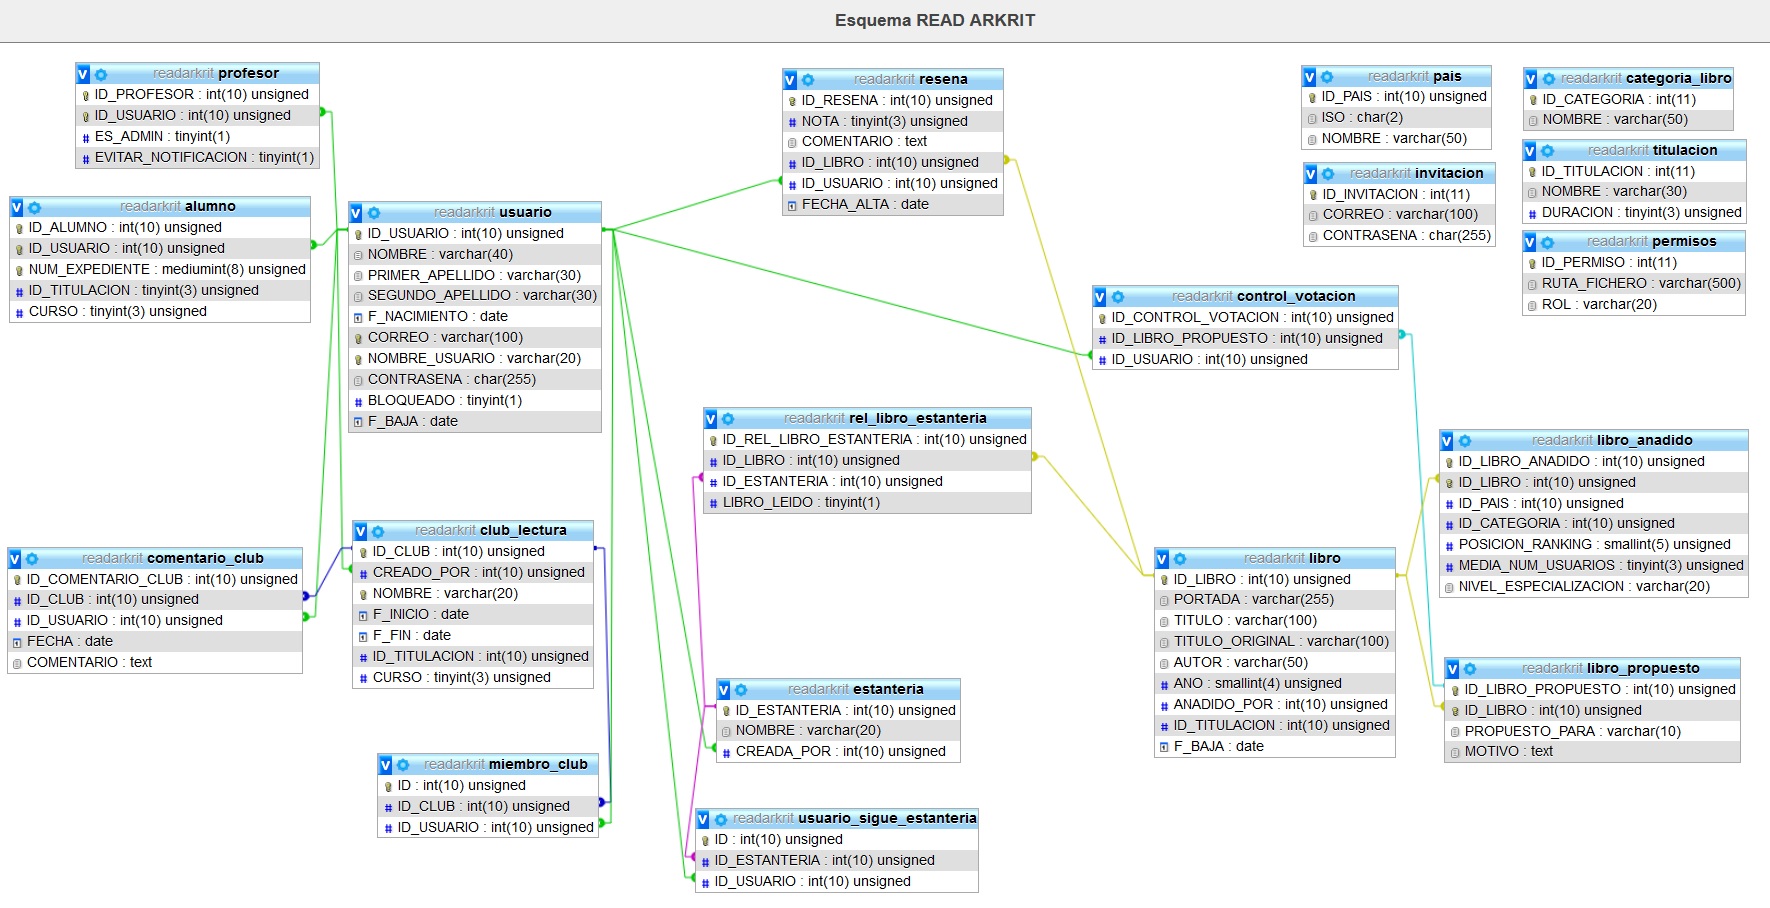 Esquema READ ARKRIT
readarkrit profesor
ID_PROFESOR : int(10) unsigned
ID_USUARIO : int(10) unsigned
ES_ADMIN : tinyint(1)
EVITAR_NOTIFICACION : tinyint(1)
readarkrit alumno
ID_ALUMNO : int(10) unsigned
ID_USUARIO : int(10) unsigned
NUM_EXPEDIENTE : mediumint(8) unsigned
ID_TITULACION : tinyint(3) unsigned
CURSO : tinyint(3) unsigned
readarkrit usuario
ID_USUARIO : int(10) unsigned
NOMBRE : varchar(40)
PRIMER_APELLIDO : varchar(30)
SEGUNDO_APELLIDO : varchar(30)
F_NACIMIENTO : date
CORREO : varchar(100)
NOMBRE_USUARIO : varchar(20)
CONTRASENA : char(255)
BLOQUEADO : tinyint(1)
F_BAJA : date
readarkrit comentario_club
ID_COMENTARIO_CLUB : int(10) unsigned
ID_CLUB : int(10) unsigned
ID_USUARIO : int(10) unsigned
FECHA : date
COMENTARIO : text
readarkrit club_lectura
ID_CLUB : int(10) unsigned
CREADO_POR : int(10) unsigned
NOMBRE : varchar(20)
F_INICIO : date
F_FIN : date
ID_TITULACION : int(10) unsigned
CURSO : tinyint(3) unsigned
readarkrit miembro_club
ID : int(10) unsigned
ID_CLUB : int(10) unsigned
ID_USUARIO : int(10) unsigned
readarkrit resena
ID_RESENA : int(10) unsigned
NOTA : tinyint(3) unsigned
COMENTARIO : text
ID_LIBRO : int(10) unsigned
ID_USUARIO : int(10) unsigned
FECHA_ALTA : date
readarkrit rel_libro_estanteria
ID_REL_LIBRO_ESTANTERIA : int(10) unsigned
ID_LIBRO : int(10) unsigned
ID_ESTANTERIA : int(10) unsigned
LIBRO_LEIDO : tinyint(1)
readarkrit estanteria
ID_ESTANTERIA : int(10) unsigned
NOMBRE : varchar(20)
CREADA_POR : int(10) unsigned
readarkrit usuario_sigue_estanteria
ID : int(10) unsigned
ID_ESTANTERIA : int(10) unsigned
ID_USUARIO : int(10) unsigned
readarkrit pais
ID_PAIS : int(10) unsigned
ISO : char(2)
NOMBRE : varchar(50)
readarkrit invitacion
ID_INVITACION : int(11)
CORREO : varchar(100)
CONTRASENA : char(255)
readarkrit categoria_libro
ID_CATEGORIA : int(11)
NOMBRE : varchar(50)
readarkrit titulacion
ID_TITULACION : int(11)
NOMBRE : varchar(30)
DURACION : tinyint(3) unsigned
readarkrit permisos
ID_PERMISO : int(11)
RUTA_FICHERO : varchar(500)
ROL : varchar(20)
readarkrit control_votacion
ID_CONTROL_VOTACION : int(10) unsigned
ID_LIBRO_PROPUESTO : int(10) unsigned
ID_USUARIO : int(10) unsigned
readarkrit libro
ID_LIBRO : int(10) unsigned
PORTADA : varchar(255)
TITULO : varchar(100)
TITULO_ORIGINAL : varchar(100)
AUTOR : varchar(50)
ANO : smallint(4) unsigned
ANADIDO_POR : int(10) unsigned
ID_TITULACION : int(10) unsigned
F_BAJA : date
readarkrit libro_anadido
ID_LIBRO_ANADIDO : int(10) unsigned
ID_LIBRO : int(10) unsigned
ID_PAIS : int(10) unsigned
ID_CATEGORIA : int(10) unsigned
POSICION_RANKING : smallint(5) unsigned
MEDIA_NUM_USUARIOS : tinyint(3) unsigned
NIVEL_ESPECIALIZACION : varchar(20)
readarkrit libro_propuesto
ID_LIBRO_PROPUESTO : int(10) unsigned
ID_LIBRO : int(10) unsigned
PROPUESTO_PARA : varchar(10)
MOTIVO : text